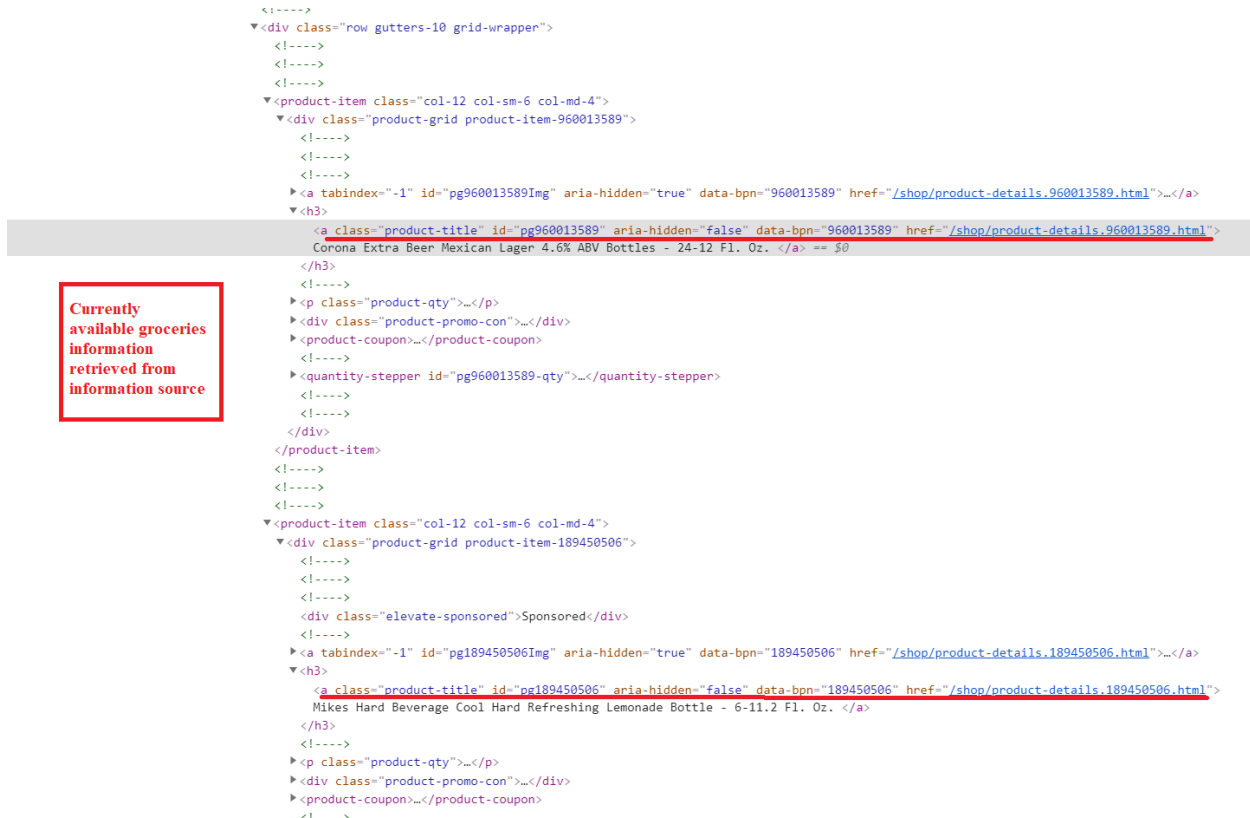 <!---->
▼<div class="row gutters-10 grid-wrapper">
<!---->
<!---->
<!---->
▼<product-item class="col-12 col-sm-6 col-md-4">
▼<div class="product-grid product-item-960013589">
<!---->
<!---->
<!---->
▶<a tabindex="-1" id="pg960013589Img" aria-hidden="true" data-bpn="960013589" href="/shop/product-details.960013589.html">…</a>
▼<h3>
<a class="product-title" id="pg960013589" aria-hidden="false" data-bpn="960013589" href="/shop/product-details.960013589.html">
Corona Extra Beer Mexican Lager 4.6% ABV Bottles - 24-12 Fl. Oz. </a> == $0
</h3>
<!---->
▶<p class="product-qty">…</p>
▶<div class="product-promo-con">…</div>
▶<product-coupon>…</product-coupon>
<!---->
▶<quantity-stepper id="pg960013589-qty">…</quantity-stepper>
<!---->
<!---->
</div>
</product-item>
<!---->
<!---->
<!---->
▼<product-item class="col-12 col-sm-6 col-md-4">
▼<div class="product-grid product-item-189450506">
<!---->
<!---->
<!---->
<div class="elevate-sponsored">Sponsored</div>
<!---->
▶<a tabindex="-1" id="pg189450506Img" aria-hidden="true" data-bpn="189450506" href="/shop/product-details.189450506.html">…</a>
▼<h3>
<a class="product-title" id="pg189450506" aria-hidden="false" data-bpn="189450506" href="/shop/product-details.189450506.html">
Mikes Hard Beverage Cool Hard Refreshing Lemonade Bottle - 6-11.2 Fl. Oz. </a>
</h3>
<!---->
▶<p class="product-qty">…</p>
▶<div class="product-promo-con">…</div>
▶<product-coupon>…</product-coupon>
<!---->
Currently
available groceries
information
retrieved from
information source